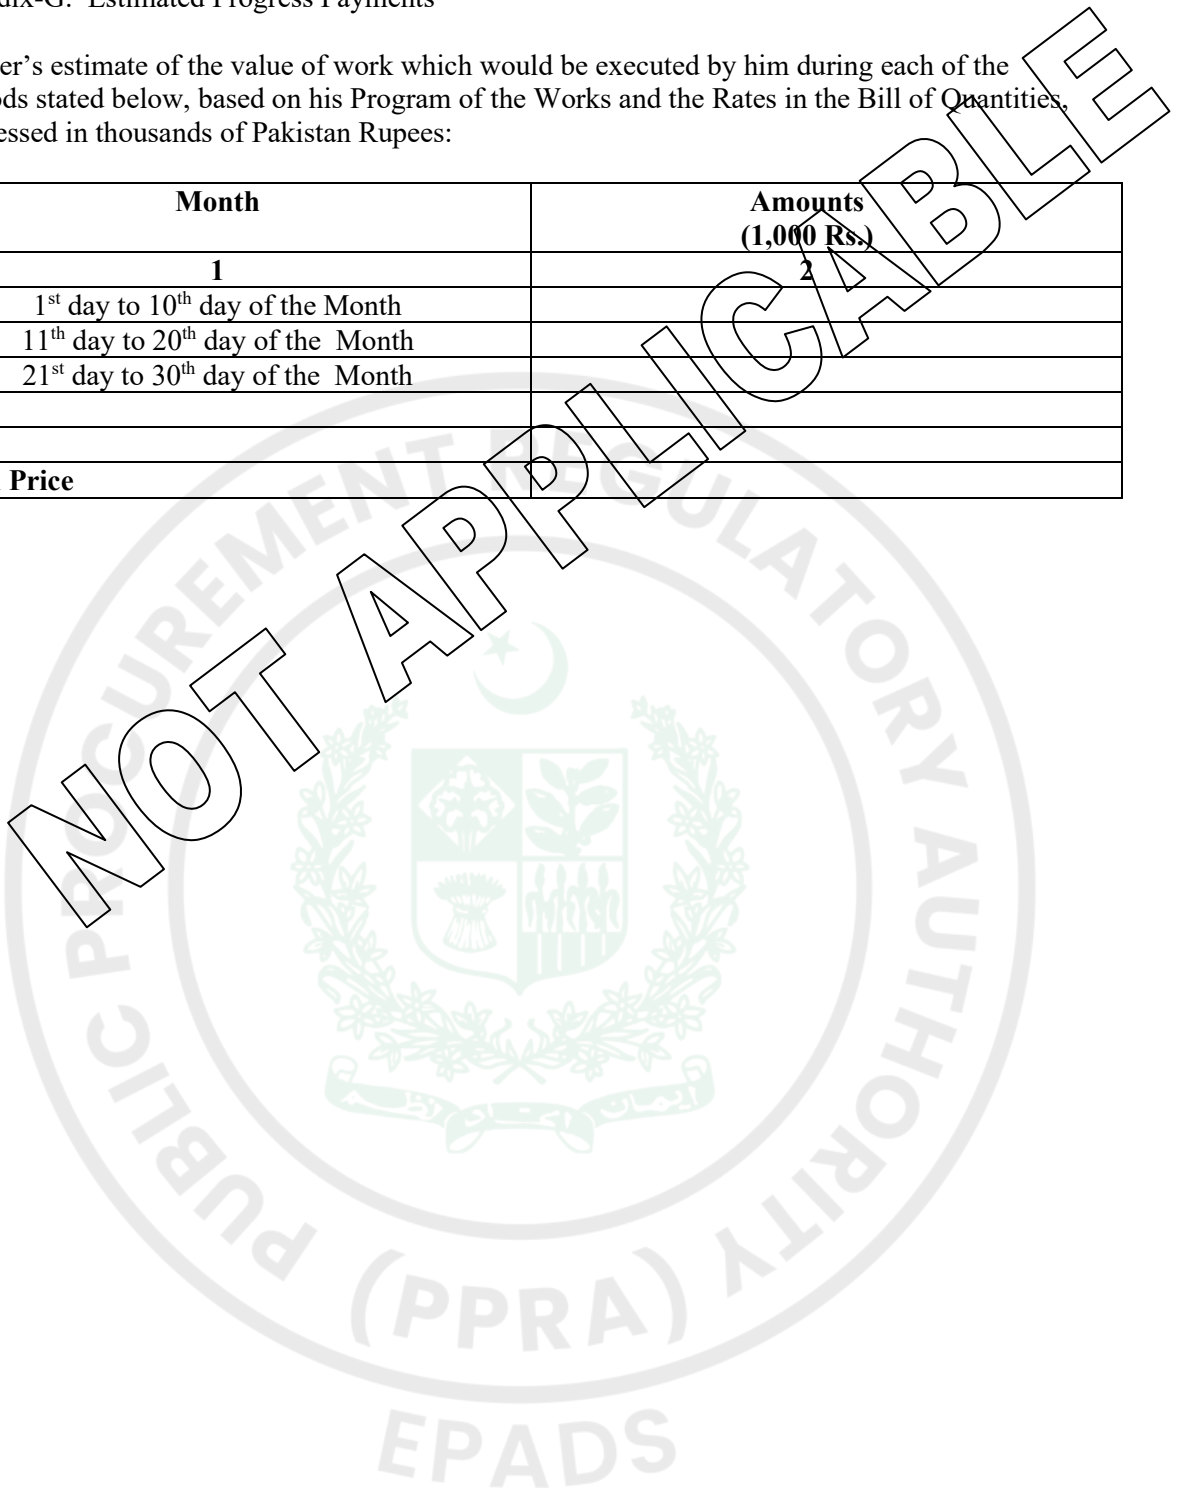 dix-G: Estimated Progress Payments
er’s estimate of the value of work which would be executed by him during each of the
ods stated below, based on his Program of the Works and the Rates in the Bill of Quantities,
essed in thousands of Pakistan Rupees:
Month Amounts
(1,000 Rs.)
1 2
1st day to 10th day of the Month
11th day to 20th day of the Month
21st day to 30th day of the Month
Price
NOT APPLICABLE
PUBLIC PROCUREMENT REGULATORY AUTHORITY
(PPRA)
EPADS